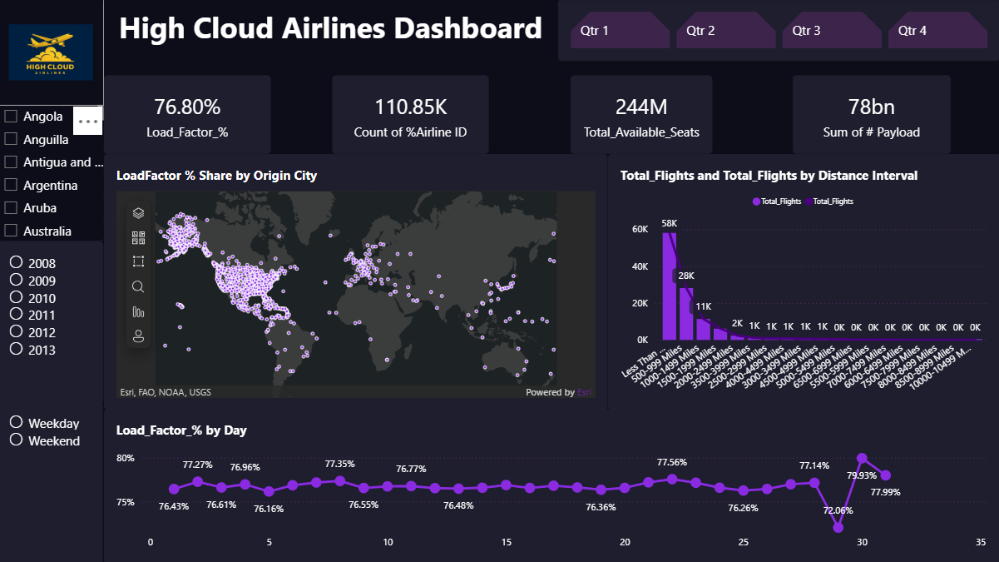 High Cloud Airlines Dashboard
Qtr 1
Qtr 2
Qtr 3
Qtr 4
HIGH CLOUD
AIRLINES
Angola
...
Anguilla
Antigua and ...
Argentina
Aruba
Australia
2008
2009
2010
2011
2012
2013
Weekday
Weekend
76.80%
Load_Factor_%
110.85K
Count of %Airline ID
244M
Total_Available_Seats
78bn
Sum of # Payload
LoadFactor % Share by Origin City
Esri, FAO, NOAA, USGS
Powered by Esri
Total_Flights and Total_Flights by Distance Interval
Total_Flights Total_Flights
60K
40K
20K
0K
58K
28K
11K
2K
1K
1K
1K
1K
1K
0K
0K
0K
0K
0K
0K
0K
0K
0K
Less Than ...
500-999 Miles
1000-1499 Miles
1500-1999 Miles
2000-2499 Miles
3500-3999 Miles
2500-2999 Miles
4000-4499 Miles
3000-3499 Miles
4500-4999 Miles
5000-5499 Miles
6500-6999 Miles
5500-5999 Miles
7000-7499 Miles
6000-6499 Miles
7500-7999 Miles
8000-8499 Miles
8500-8999 Miles
10000-10499 M...
Load_Factor_% by Day
80%
75%
76.43%
77.27%
76.61%
76.96%
76.16%
77.35%
76.55%
76.77%
76.48%
76.36%
77.56%
76.26%
77.14%
72.06%
79.93%
77.99%
0
5
10
15
20
25
30
35